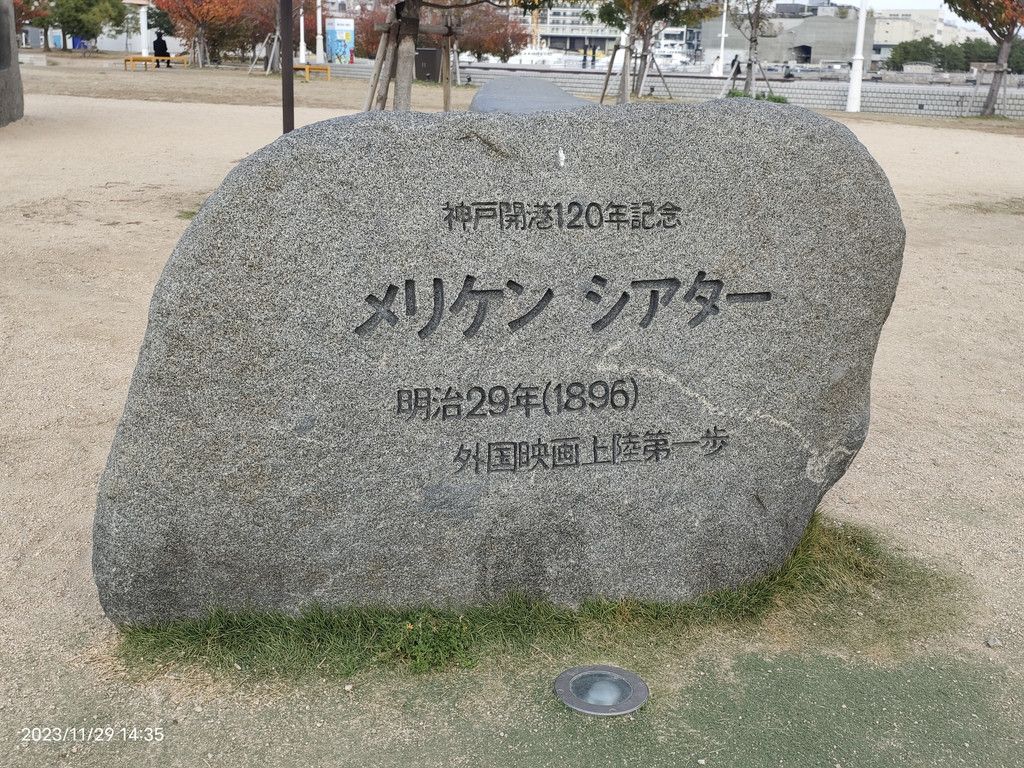 神戸開港120年記念
メリケン シアター
明治29年(1896)
外国映画上陸第一歩
2023/11/29 14:35